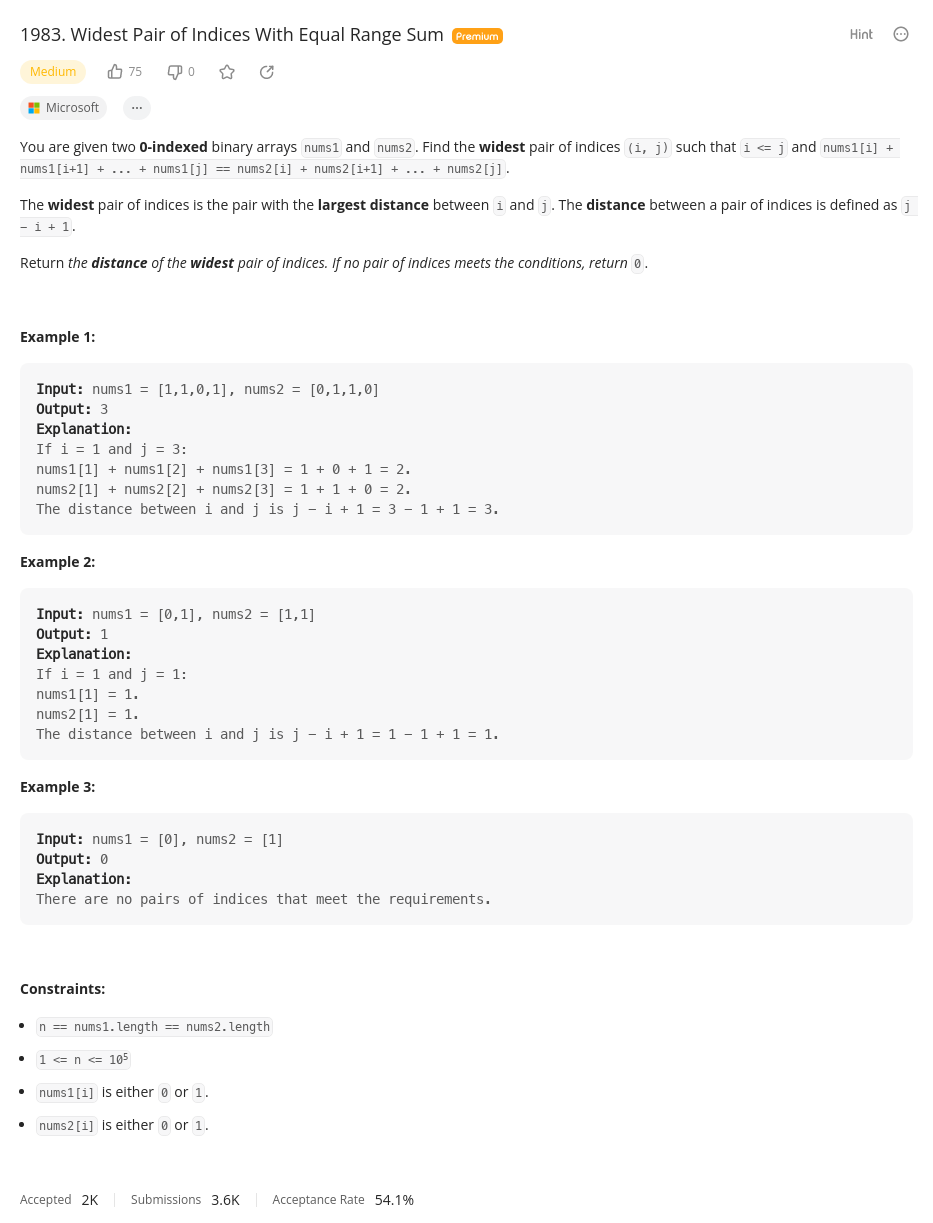 1983. Widest Pair of Indices With Equal Range Sum Premium Hint
Medium 75 0
Microsoft ...
You are given two 0-indexed binary arrays nums1 and nums2. Find the widest pair of indices (i, j) such that i <= j and nums1[i] +
nums1[i+1] + ... + nums1[j] == nums2[i] + nums2[i+1] + ... + nums2[j].
The widest pair of indices is the pair with the largest distance between i and j. The distance between a pair of indices is defined as j
− i + 1.
Return the distance of the widest pair of indices. If no pair of indices meets the conditions, return 0.
Example 1:
Input: nums1 = [1,1,0,1], nums2 = [0,1,1,0]
Output: 3
Explanation:
If i = 1 and j = 3:
nums1[1] + nums1[2] + nums1[3] = 1 + 0 + 1 = 2.
nums2[1] + nums2[2] + nums2[3] = 1 + 1 + 0 = 2.
The distance between i and j is j − i + 1 = 3 − 1 + 1 = 3.
Example 2:
Input: nums1 = [0,1], nums2 = [1,1]
Output: 1
Explanation:
If i = 1 and j = 1:
nums1[1] = 1.
nums2[1] = 1.
The distance between i and j is j − i + 1 = 1 − 1 + 1 = 1.
Example 3:
Input: nums1 = [0], nums2 = [1]
Output: 0
Explanation:
There are no pairs of indices that meet the requirements.
Constraints:
• n == nums1.length == nums2.length
• 1 <= n <= 10⁵
• nums1[i] is either 0 or 1.
• nums2[i] is either 0 or 1.
Accepted 2K Submissions 3.6K Acceptance Rate 54.1%